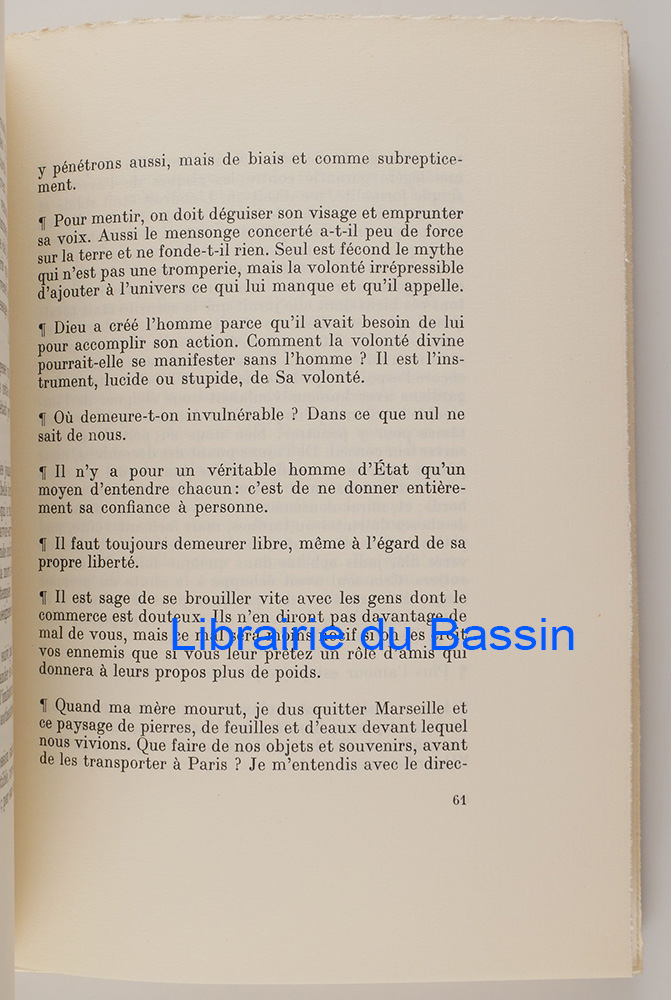 y pénétrons aussi, mais de biais et comme subreptice-
ment.
¶ Pour mentir, on doit déguiser son visage et emprunter
sa voix. Aussi le mensonge concerté a-t-il peu de force
sur la terre et ne fonde-t-il rien. Seul est fécond le mythe
qui n'est pas une tromperie, mais la volonté irrépressible
d'ajouter à l'univers ce qui lui manque et qu'il appelle.
¶ Dieu a créé l'homme parce qu'il avait besoin de lui
pour accomplir son action. Comment la volonté divine
pourrait-elle se manifester sans l'homme ? Il est l'ins-
trument, lucide ou stupide, de Sa volonté.
¶ Où demeure-t-on invulnérable ? Dans ce que nul ne
sait de nous.
¶ Il n'y a pour un véritable homme d'État qu'un
moyen d'entendre chacun: c'est de ne donner entière-
ment sa confiance à personne.
¶ Il faut toujours demeurer libre, même à l'égard de sa
propre liberté.
¶ Il est sage de se brouiller vite avec les gens dont le
commerce est douteux. Ils n'en diront pas davantage de
mal de vous, mais ce mal sera moins nocif si on les croit
Librairie du Bassin
vos ennemis que si vous leur prêtez un rôle d'amis qui
donnera à leurs propos plus de poids.
¶ Quand ma mère mourut, je dus quitter Marseille et
ce paysage de pierres, de feuilles et d'eaux devant lequel
nous vivions. Que faire de nos objets et souvenirs, avant
de les transporter à Paris ? Je m'entendis avec le direc-
61